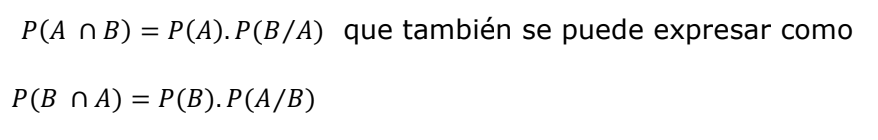 P(A ∩ B) = P(A). P(B/A) que también se puede expresar como
P(B ∩ A) = P(B). P(A/B)